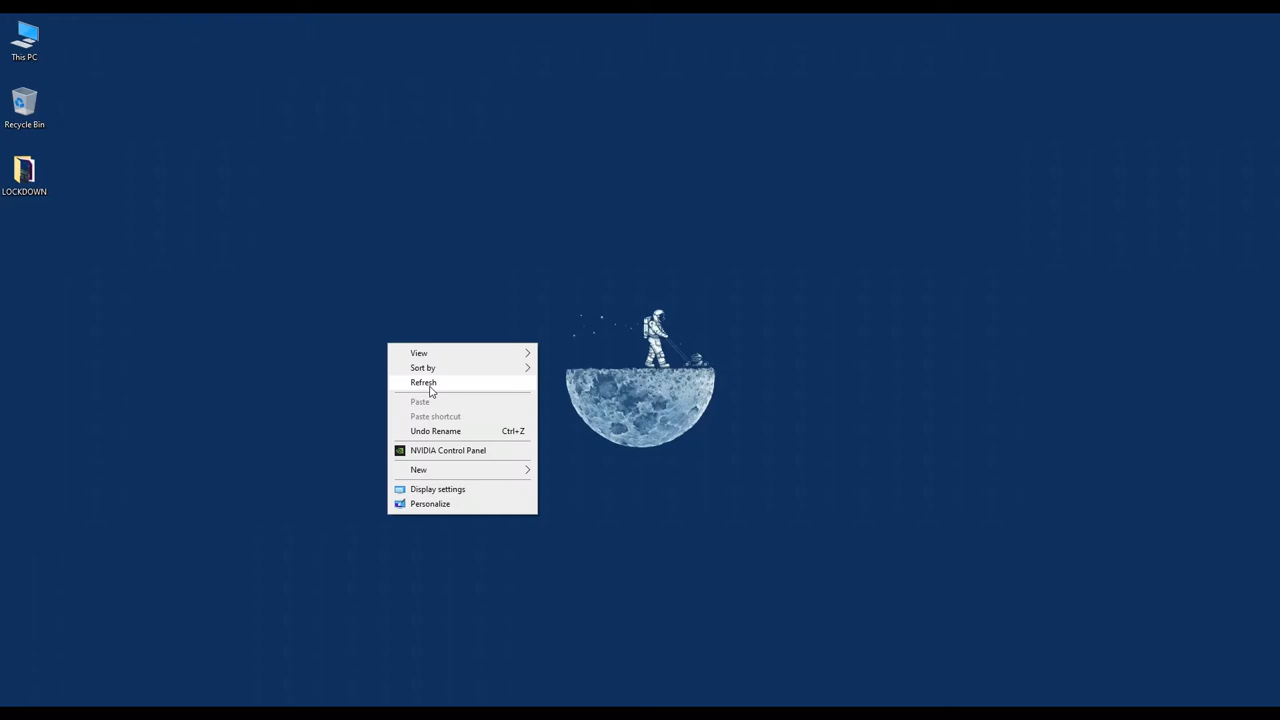 This PC
Recycle Bin
LOCKDOWN
View
Sort by
Refresh
Paste
Paste shortcut
Undo Rename Ctrl+Z
NVIDIA Control Panel
New
Display settings
Personalize